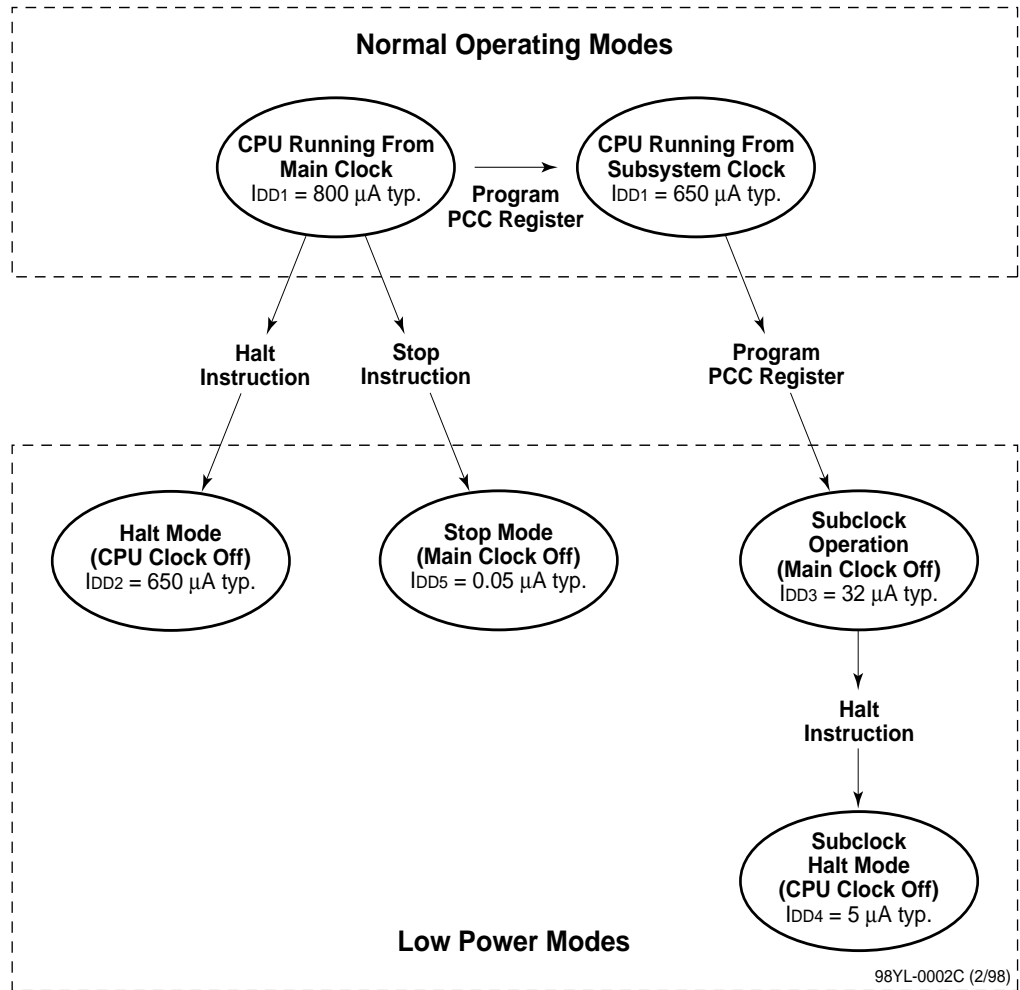 Normal Operating Modes
CPU Running From
Main Clock
IDD1 = 800 µA typ.
Program
PCC Register
CPU Running From
Subsystem Clock
IDD1 = 650 µA typ.
Halt
Instruction
Stop
Instruction
Program
PCC Register
Halt Mode
(CPU Clock Off)
IDD2 = 650 µA typ.
Stop Mode
(Main Clock Off)
IDD5 = 0.05 µA typ.
Subclock
Operation
(Main Clock Off)
IDD3 = 32 µA typ.
Halt
Instruction
Subclock
Halt Mode
(CPU Clock Off)
IDD4 = 5 µA typ.
Low Power Modes
98YL-0002C (2/98)